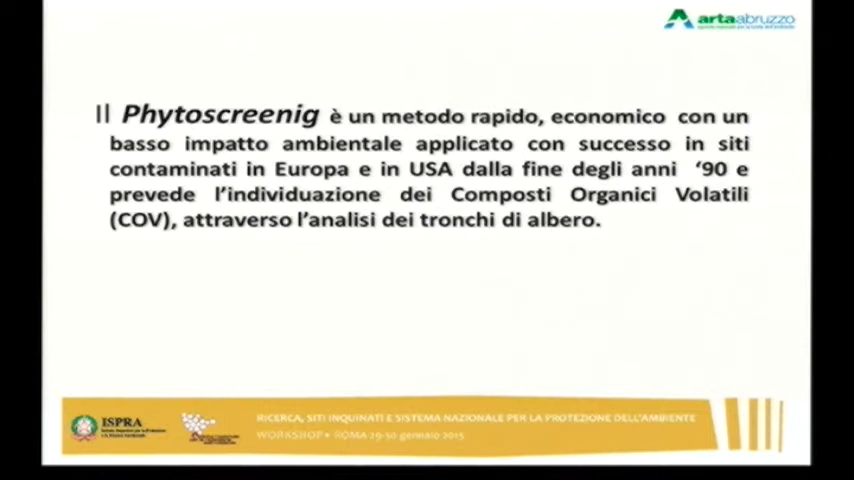 artaabruzzo
Il Phytoscreenig è un metodo rapido, economico con un
basso impatto ambientale applicato con successo in siti
contaminati in Europa e in USA dalla fine degli anni ‘90 e
prevede l’individuazione dei Composti Organici Volatili
(COV), attraverso l’analisi dei tronchi di albero.
ISPRA
RICERCA, SITI INQUINATI E SISTEMA NAZIONALE PER LA PROTEZIONE DELL’AMBIENTE
WORKSHOP • ROMA 29-30 gennaio 2015